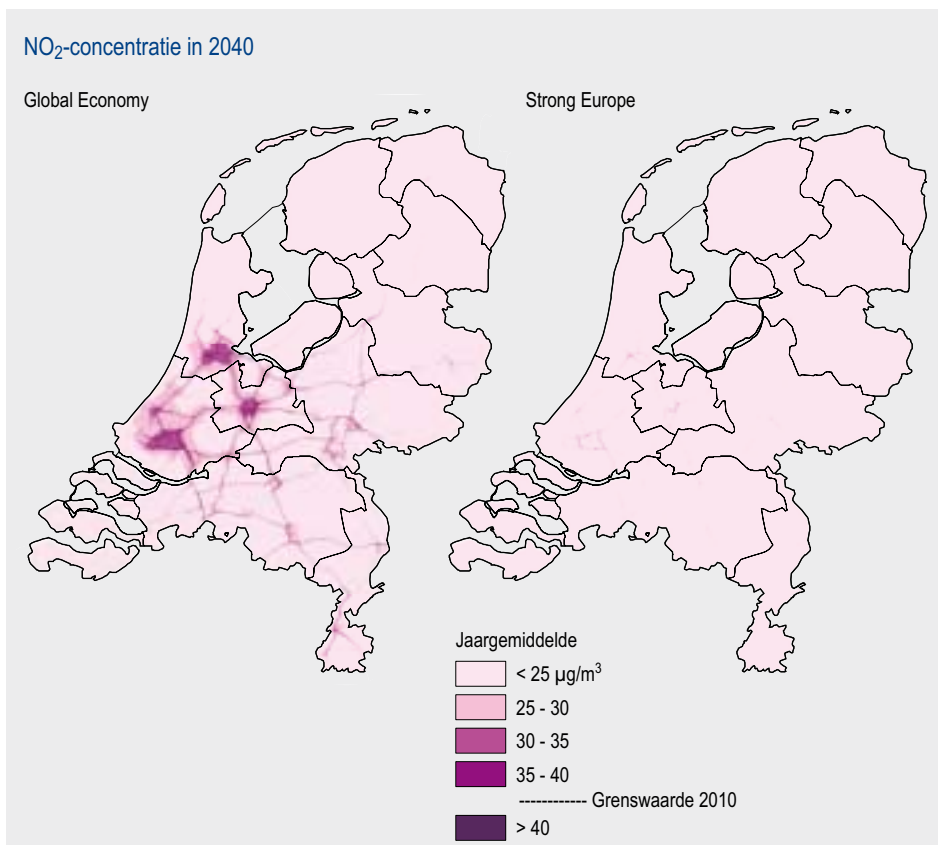 NO₂-concentratie in 2040
Global Economy
Strong Europe
Jaargemiddelde
< 25 µg/m³
25 - 30
30 - 35
35 - 40
------------ Grenswaarde 2010
> 40